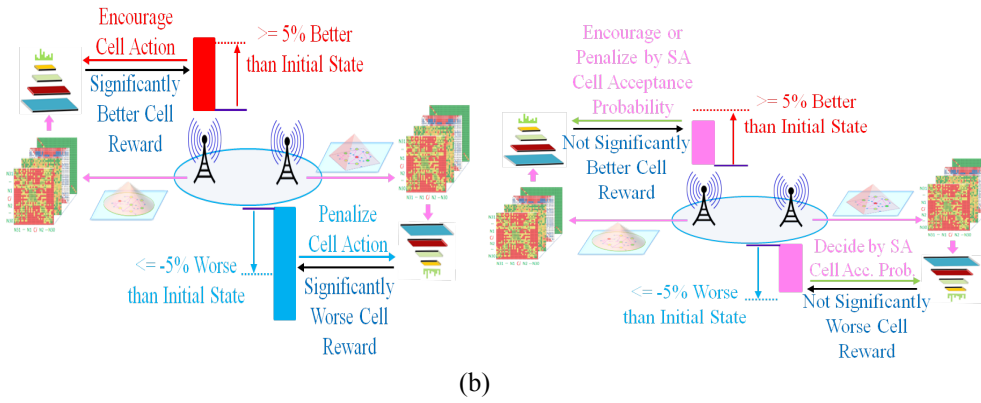 Encourage
Cell Action
>= 5% Better
than Initial State
Significantly
Better Cell
Reward
Penalize
Cell Action
<= -5% Worse
than Initial State
Significantly
Worse Cell
Reward
Encourage or
Penalize by SA
Cell Acceptance
Probability
>= 5% Better
than Initial State
Not Significantly
Better Cell
Reward
Decide by SA
Cell Acc. Prob.
<= -5% Worse
than Initial State
Not Significantly
Worse Cell
Reward
(b)